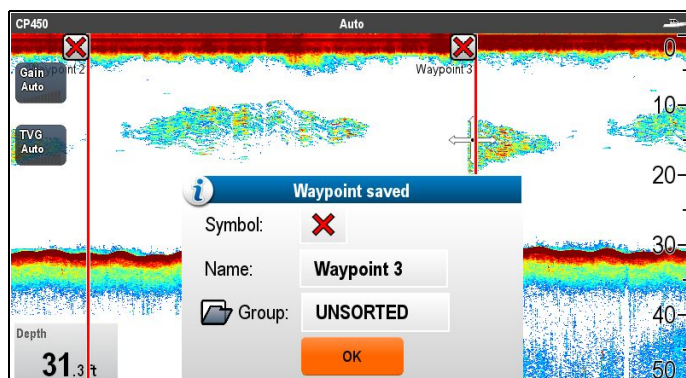 CP450 Auto
0
Waypoint 2 Waypoint 3
Gain
Auto
10
TVG
Auto
20
Waypoint saved
Symbol:
30
Name: Waypoint 3
Group: UNSORTED
40
Depth
OK
31.3ft
50